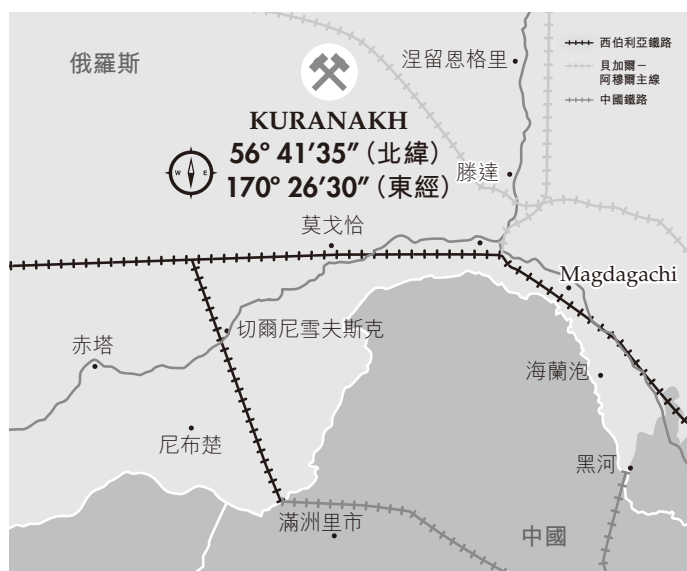 俄羅斯
涅留恩格里
西伯利亞鐵路
貝加爾－
阿穆爾主線
中國鐵路
KURANAKH
56° 41’35” (北緯)
170° 26’30” (東經)
W E
滕達
莫戈恰
Magdagachi
切爾尼雪夫斯克
赤塔
海蘭泡
尼布楚
黑河
滿洲里市
中國